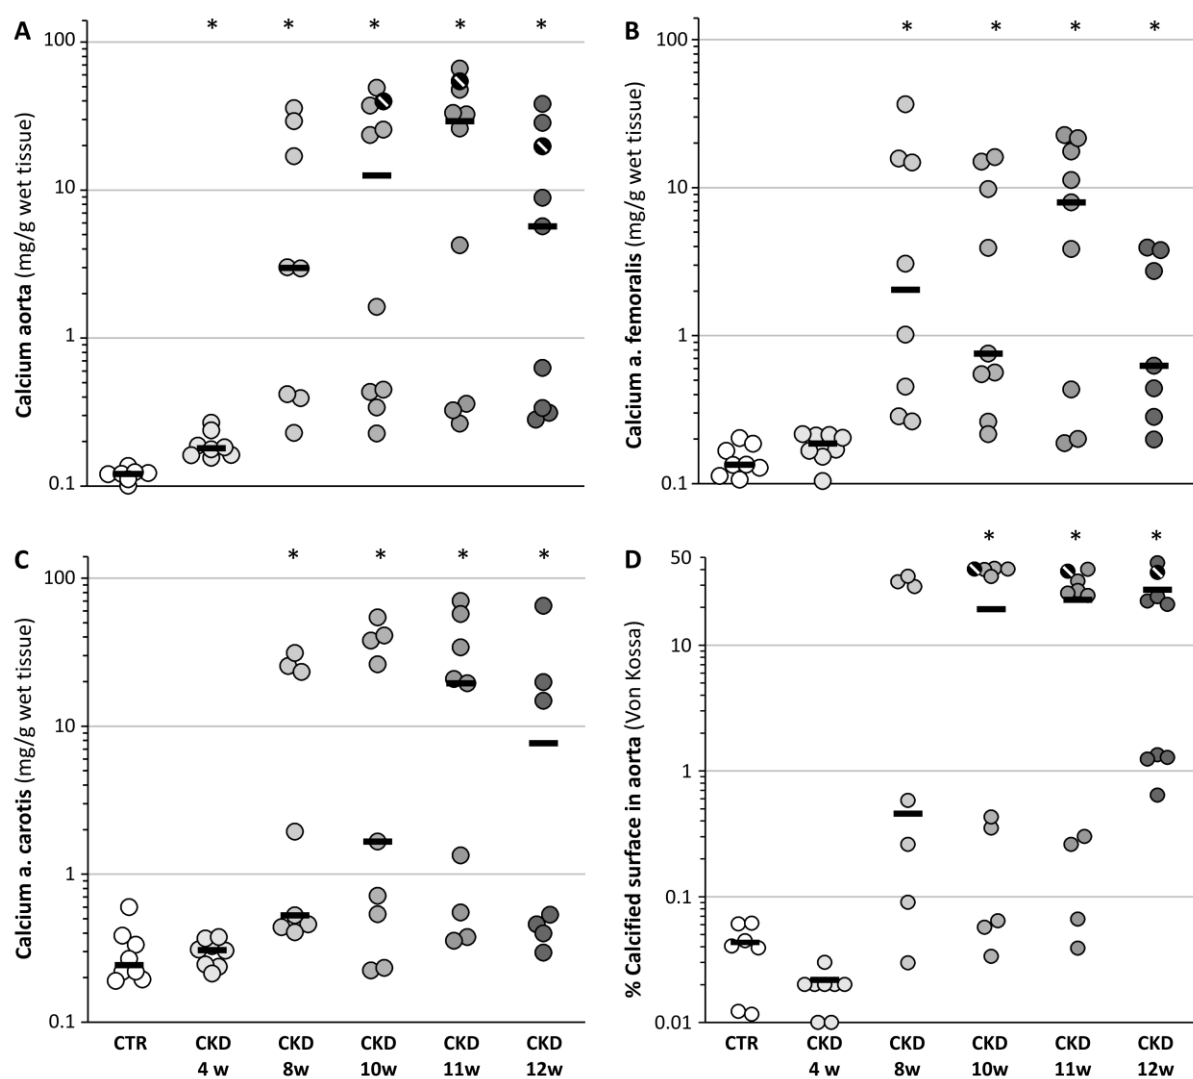 A
* * * * *
Calcium aorta (mg/g wet tissue)
100
10
1
0.1
B
* * * *
Calcium a. femoralis (mg/g wet tissue)
100
10
1
0.1
C
* * * *
Calcium a. carotis (mg/g wet tissue)
100
10
1
0.1
CTR CKD CKD CKD CKD CKD
4 w 8w 10w 11w 12w
D
* * *
% Calcified surface in aorta (Von Kossa)
50
10
1
0.1
0.01
CTR CKD CKD CKD CKD CKD
4 w 8w 10w 11w 12w